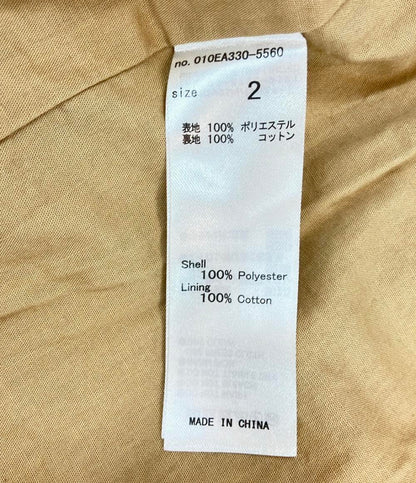 no. 010EA330-5560
size 2
表地 100% ポリエステル
裏地 100% コットン
Shell
100% Polyester
Lining
100% Cotton
MADE IN CHINA